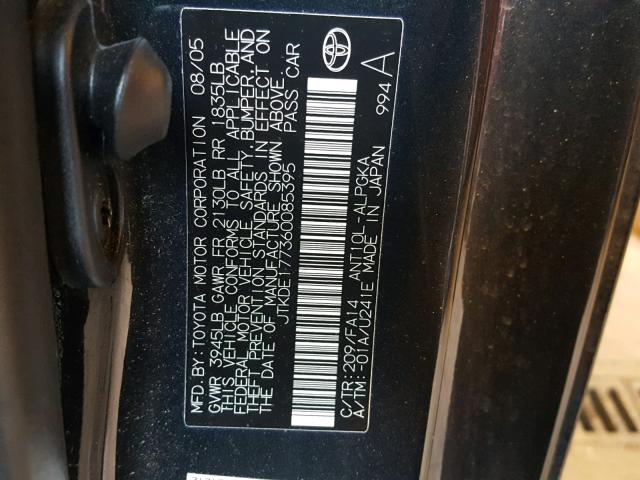 MFD. BY: TOYOTA MOTOR CORPORATION 08/05
GVWR 3945LB GAWR FR 2130LB RR 1835LB
THIS VEHICLE CONFORMS TO ALL APPLICABLE
FEDERAL MOTOR VEHICLE SAFETY, BUMPER, AND
THEFT PREVENTION STANDARDS IN EFFECT ON
THE DATE OF MANUFACTURE SHOWN ABOVE.
JTKDE177360085395 PASS CAR
C/TR: 209/FA14 ANT10L-ALPGKA 994 A
A/TM: -01A/U241E MADE IN JAPAN